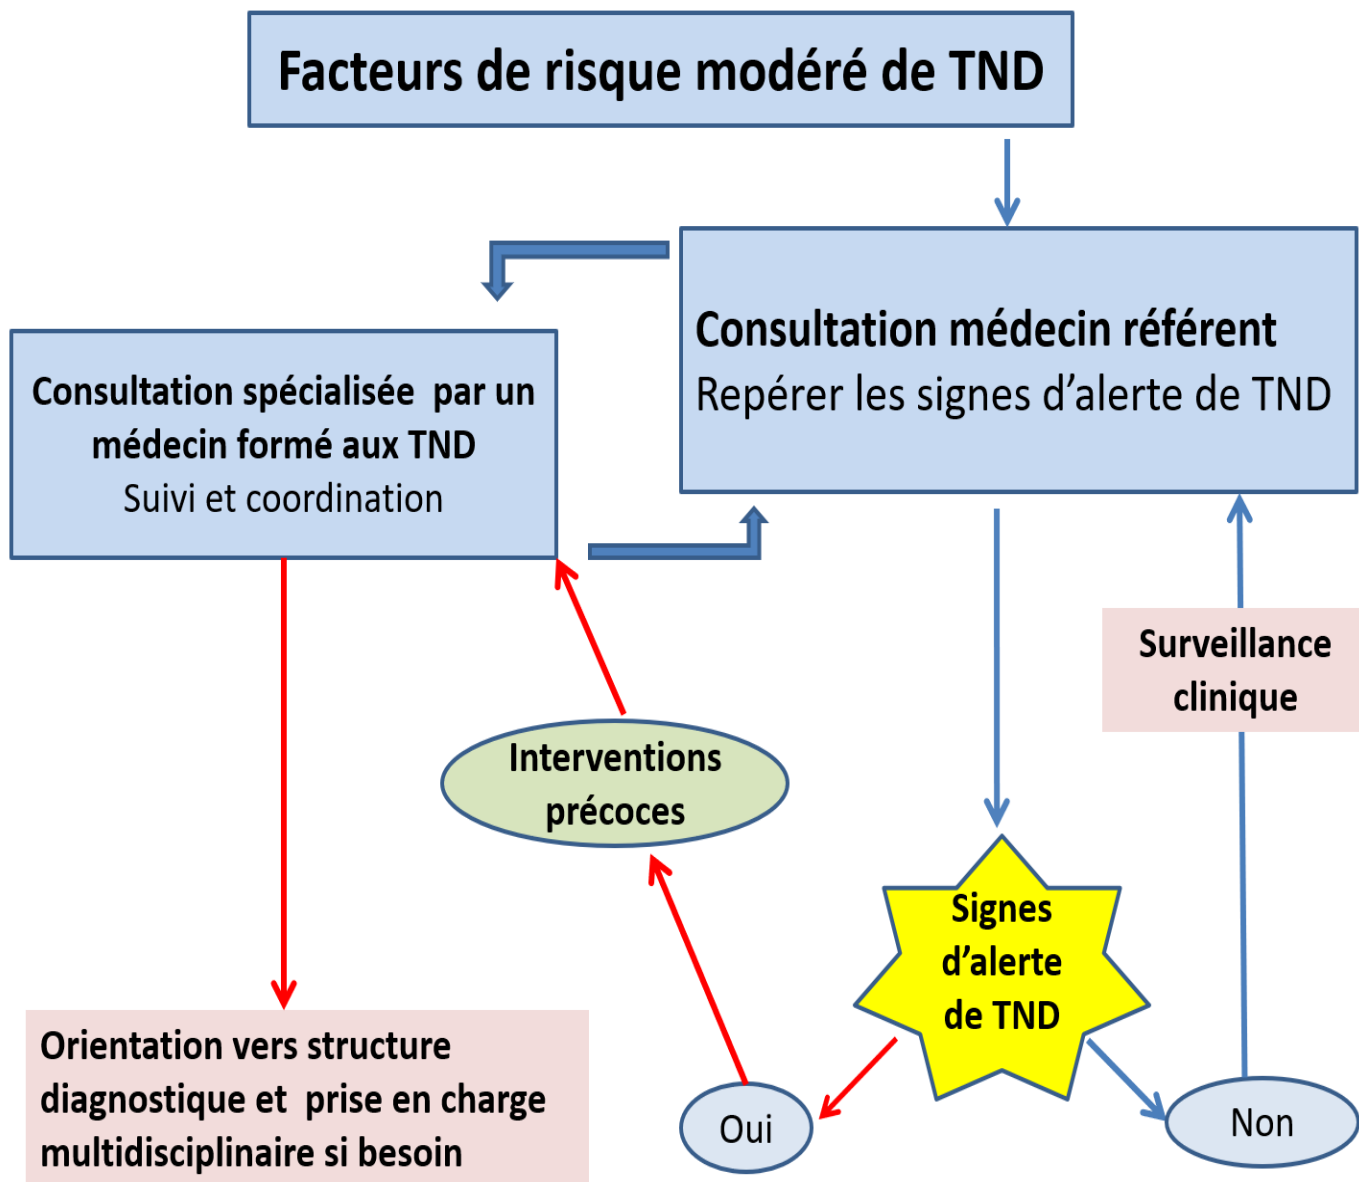 Facteurs de risque modéré de TND
Consultation médecin référent
Repérer les signes d’alerte de TND
Consultation spécialisée par un
médecin formé aux TND
Suivi et coordination
Surveillance
clinique
Interventions
précoces
Signes
d’alerte
de TND
Orientation vers structure
diagnostique et prise en charge
multidisciplinaire si besoin
Oui
Non